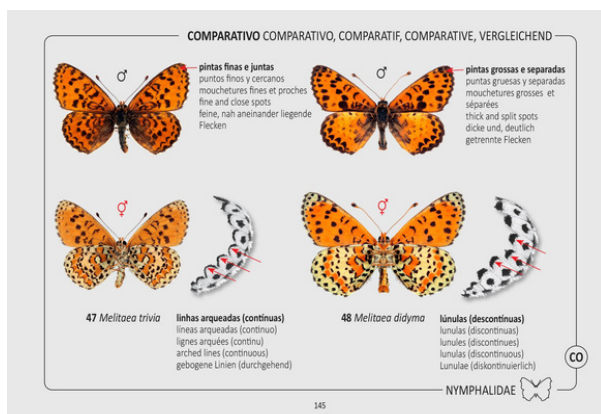 COMPARATIVO COMPARATIVO, COMPARATIF, COMPARATIVE, VERGLEICHEND
♂
pintas finas e juntas
puntos finos y cercanos
mouchetures fines et proches
fine and close spots
feine, nah aneinander liegende
Flecken
♂
pintas grossas e separadas
puntas gruesas y separadas
mouchetures grosses et
séparées
thick and split spots
dicke und, deutlich
getrennte Flecken
47 Melitaea trivia
linhas arqueadas (contínuas)
líneas arqueadas (continuo)
lignes arquées (continu)
arched lines (continuous)
gebogene Linien (durchgehend)
48 Melitaea didyma
lúnulas (descontínuas)
lunulas (discontinuas)
lunules (discontinues)
lunulas (discontinuous)
Lunulae (diskontinuierlich)
CO
NYMPHALIDAE
145